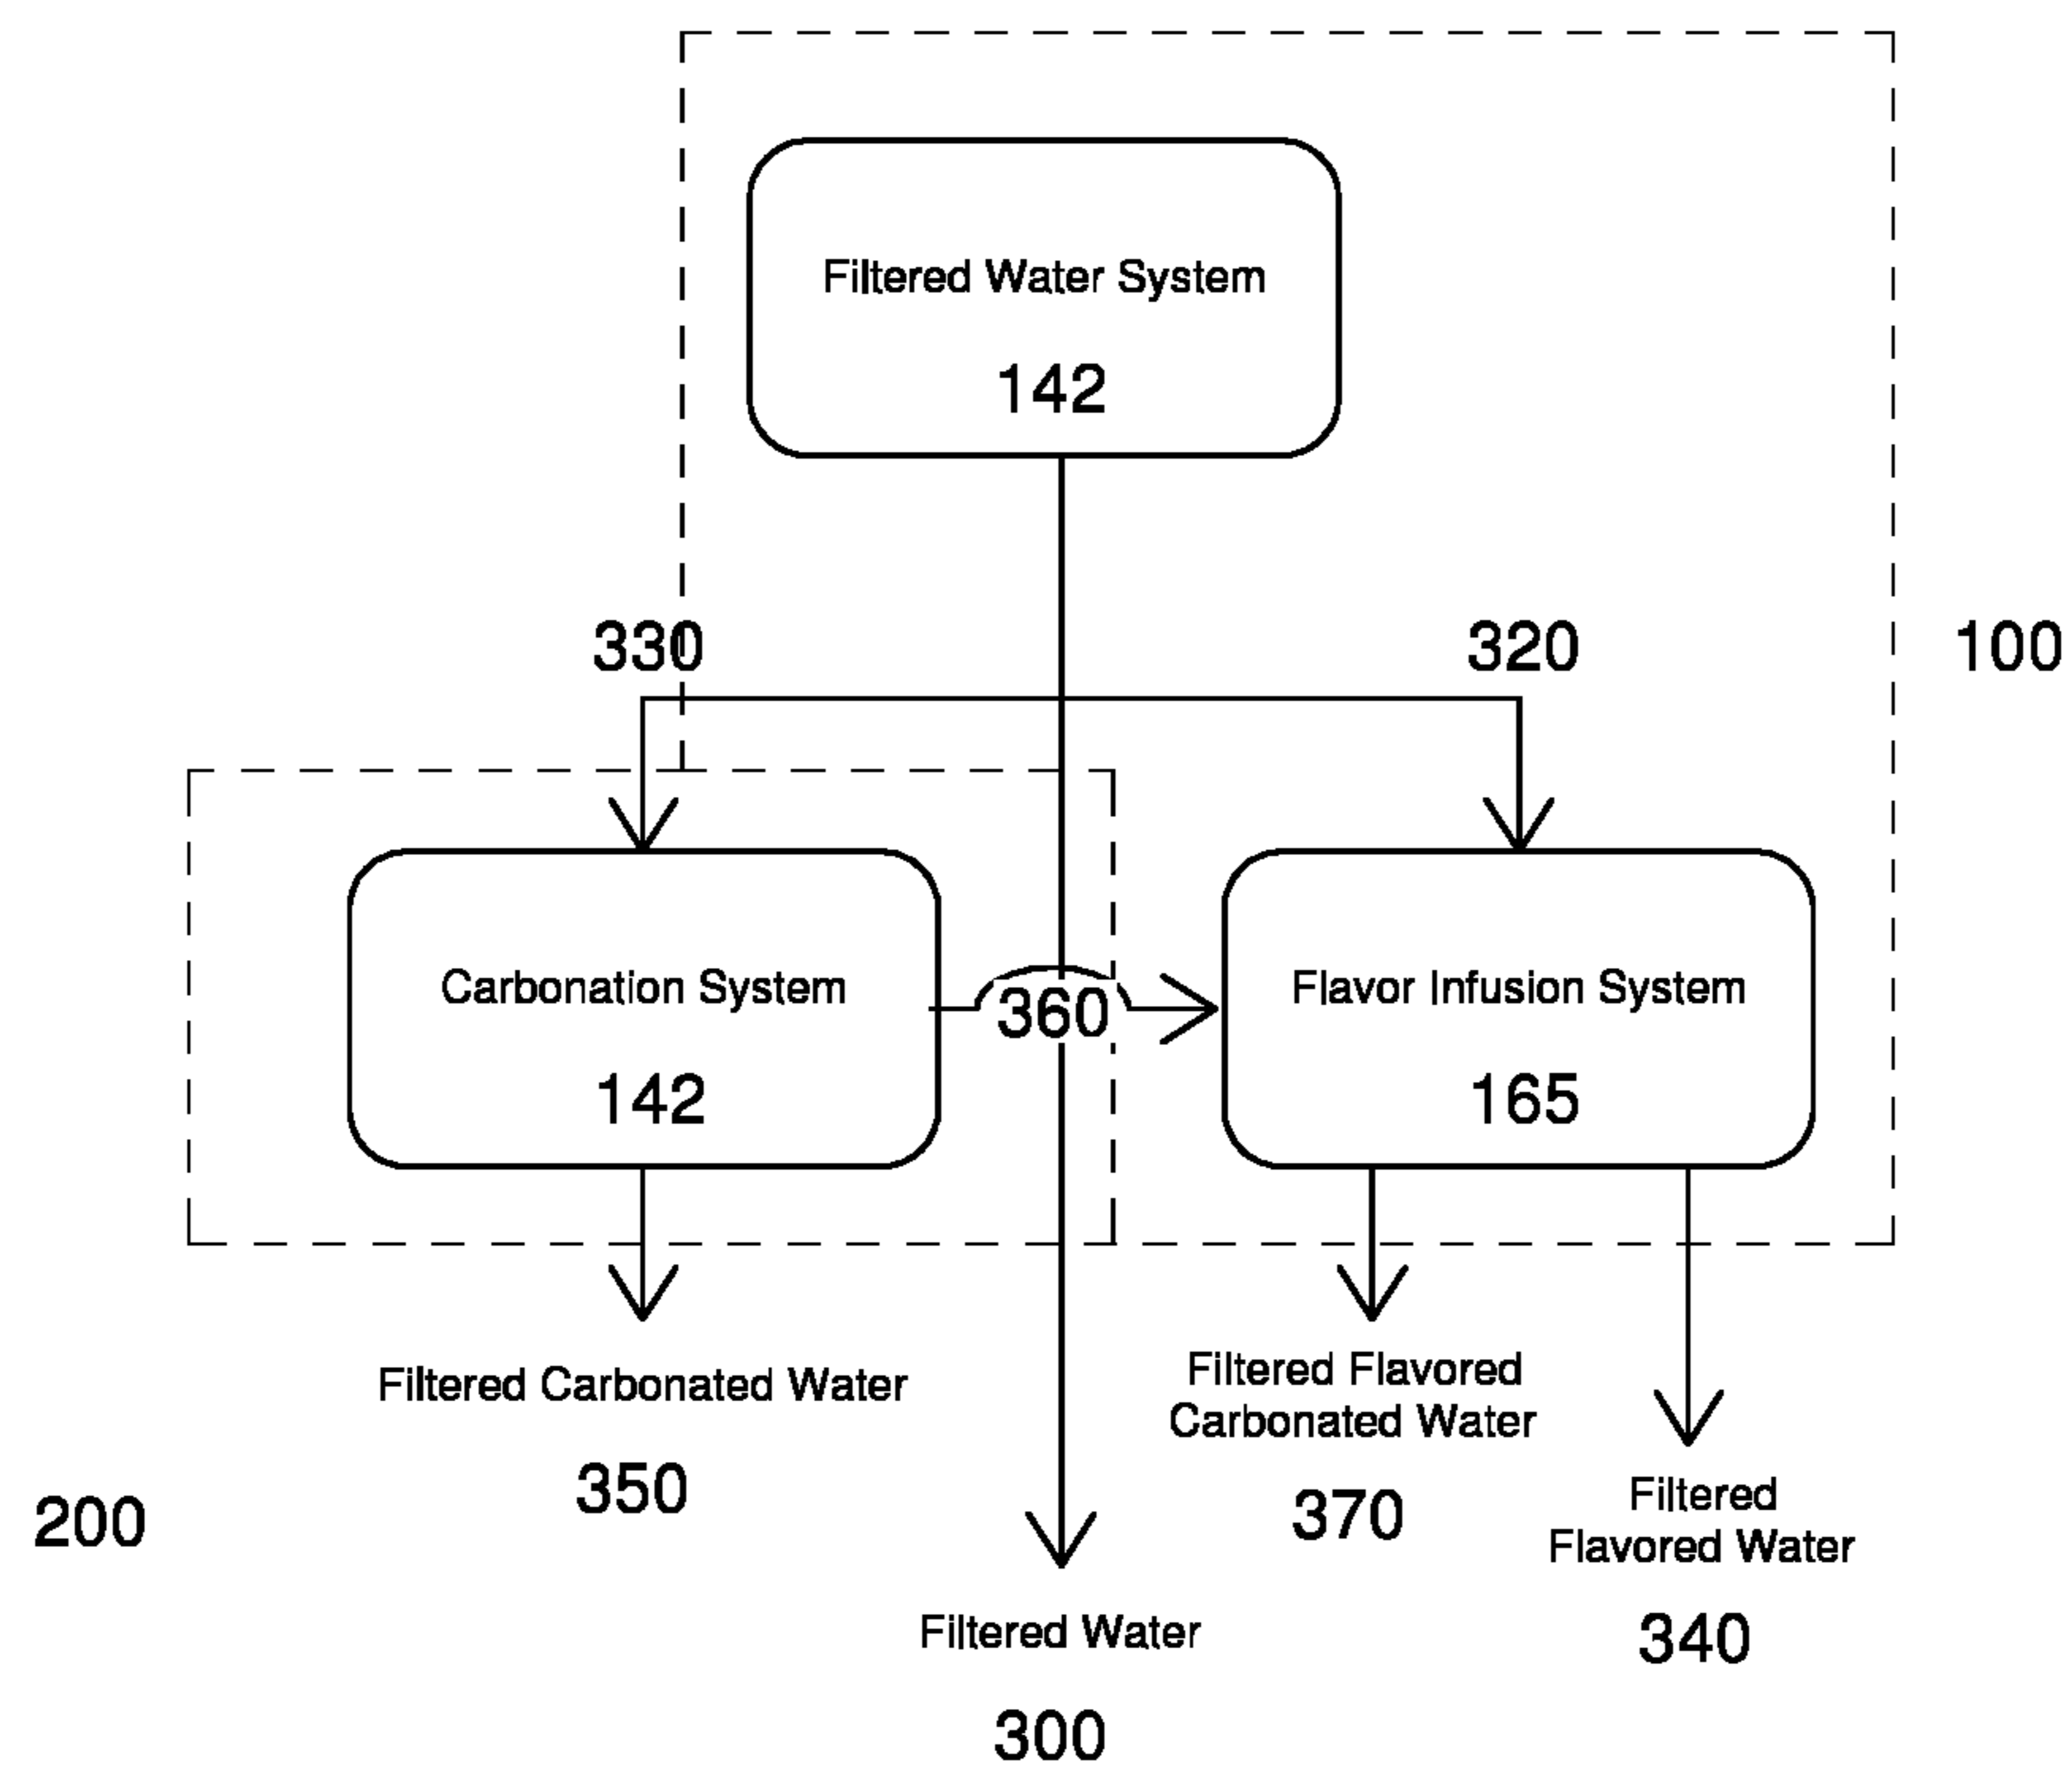 Filtered Water System
142
330
320
100
Carbonation System
142
360
Flavor Infusion System
165
Filtered Carbonated Water
350
Filtered Flavored
Carbonated Water
370
Filtered
Flavored Water
340
200
Filtered Water
300